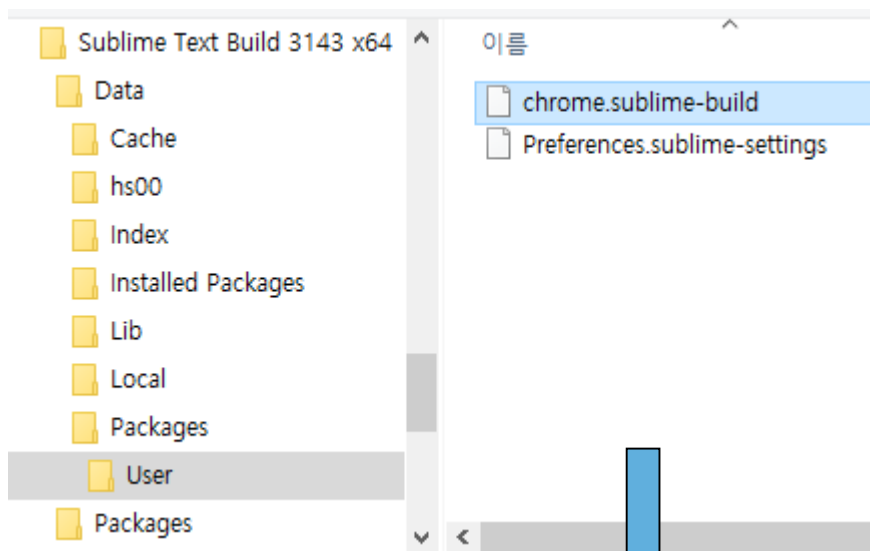 Sublime Text Build 3143 x64
Data
Cache
hs00
Index
Installed Packages
Lib
Local
Packages
User
Packages
이름
chrome.sublime-build
Preferences.sublime-settings